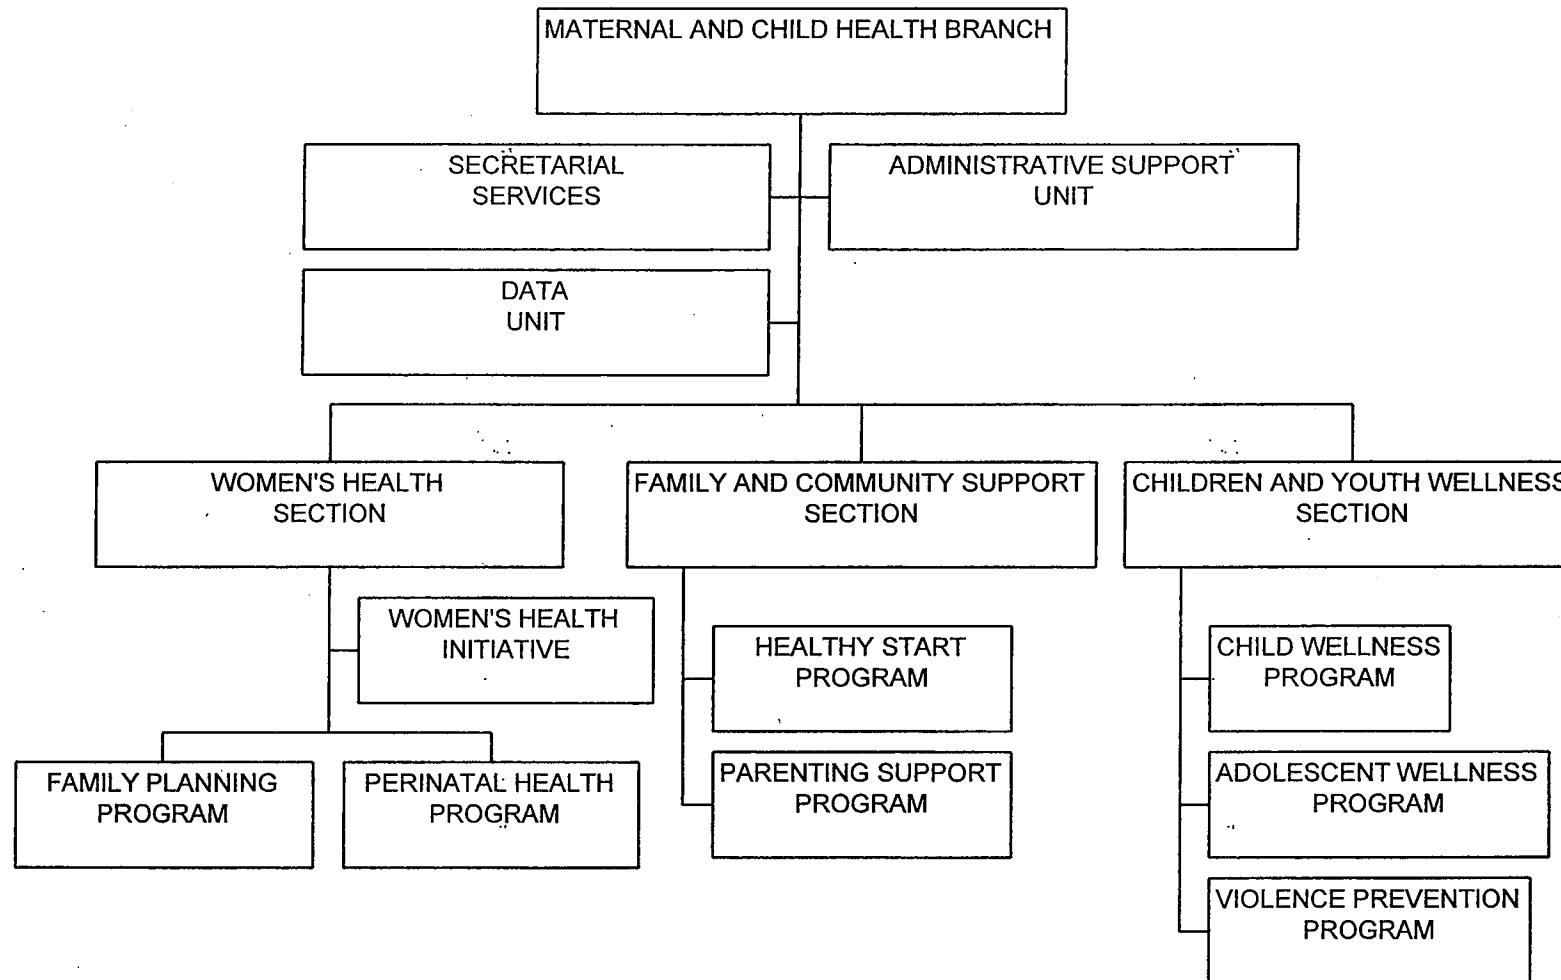 MATERNAL AND CHILD HEALTH BRANCH
SECRETARIAL
SERVICES
ADMINISTRATIVE SUPPORT
UNIT
DATA
UNIT
WOMEN'S HEALTH
SECTION
FAMILY AND COMMUNITY SUPPORT
SECTION
CHILDREN AND YOUTH WELLNESS
SECTION
WOMEN'S HEALTH
INITIATIVE
FAMILY PLANNING
PROGRAM
PERINATAL HEALTH
PROGRAM
HEALTHY START
PROGRAM
PARENTING SUPPORT
PROGRAM
CHILD WELLNESS
PROGRAM
ADOLESCENT WELLNESS
PROGRAM
VIOLENCE PREVENTION
PROGRAM